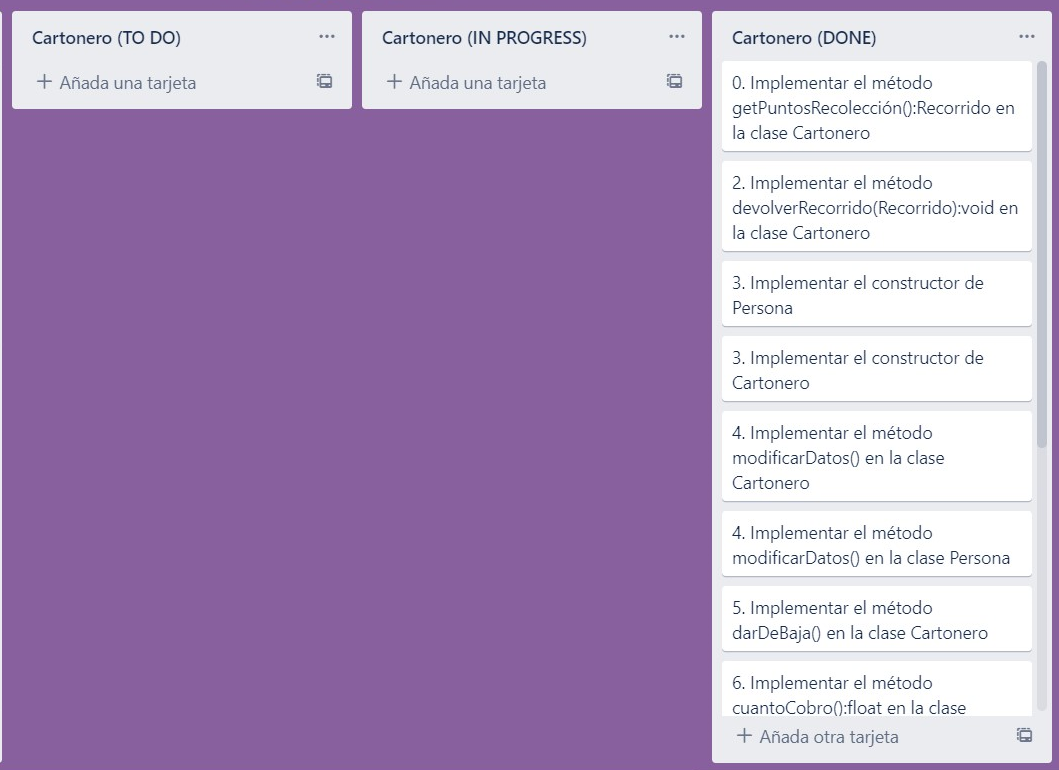 Cartonero (TO DO)
Añada una tarjeta
Cartonero (IN PROGRESS)
Añada una tarjeta
Cartonero (DONE)
0. Implementar el método
getPuntosRecolección():Recorrido en
la clase Cartonero
2. Implementar el método
devolverRecorrido(Recorrido):void en
la clase Cartonero
3. Implementar el constructor de
Persona
3. Implementar el constructor de
Cartonero
4. Implementar el método
modificarDatos() en la clase
Cartonero
4. Implementar el método
modificarDatos() en la clase Persona
5. Implementar el método
darDeBaja() en la clase Cartonero
6. Implementar el método
cuantoCobro():float en la clase
Añada otra tarjeta